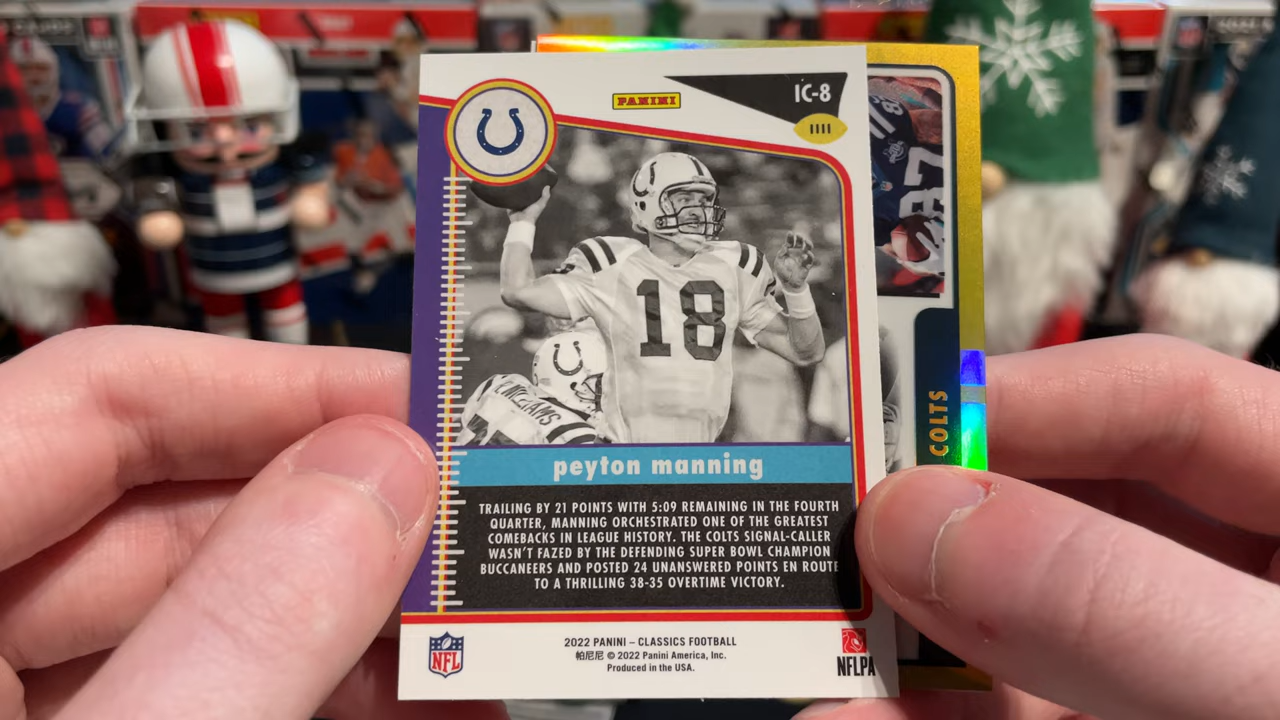 PANINI
IC-8
87
18
WILLIAMS
COLTS
peyton manning
TRAILING BY 21 POINTS WITH 5:09 REMAINING IN THE FOURTH
QUARTER, MANNING ORCHESTRATED ONE OF THE GREATEST
COMEBACKS IN LEAGUE HISTORY. THE COLTS SIGNAL-CALLER
WASN'T FAZED BY THE DEFENDING SUPER BOWL CHAMPION
BUCCANEERS AND POSTED 24 UNANSWERED POINTS EN ROUTE
TO A THRILLING 38-35 OVERTIME VICTORY.
NFL
2022 PANINI – CLASSICS FOOTBALL
帕尼尼 © 2022 Panini America, Inc.
Produced in the USA.
NFLPA